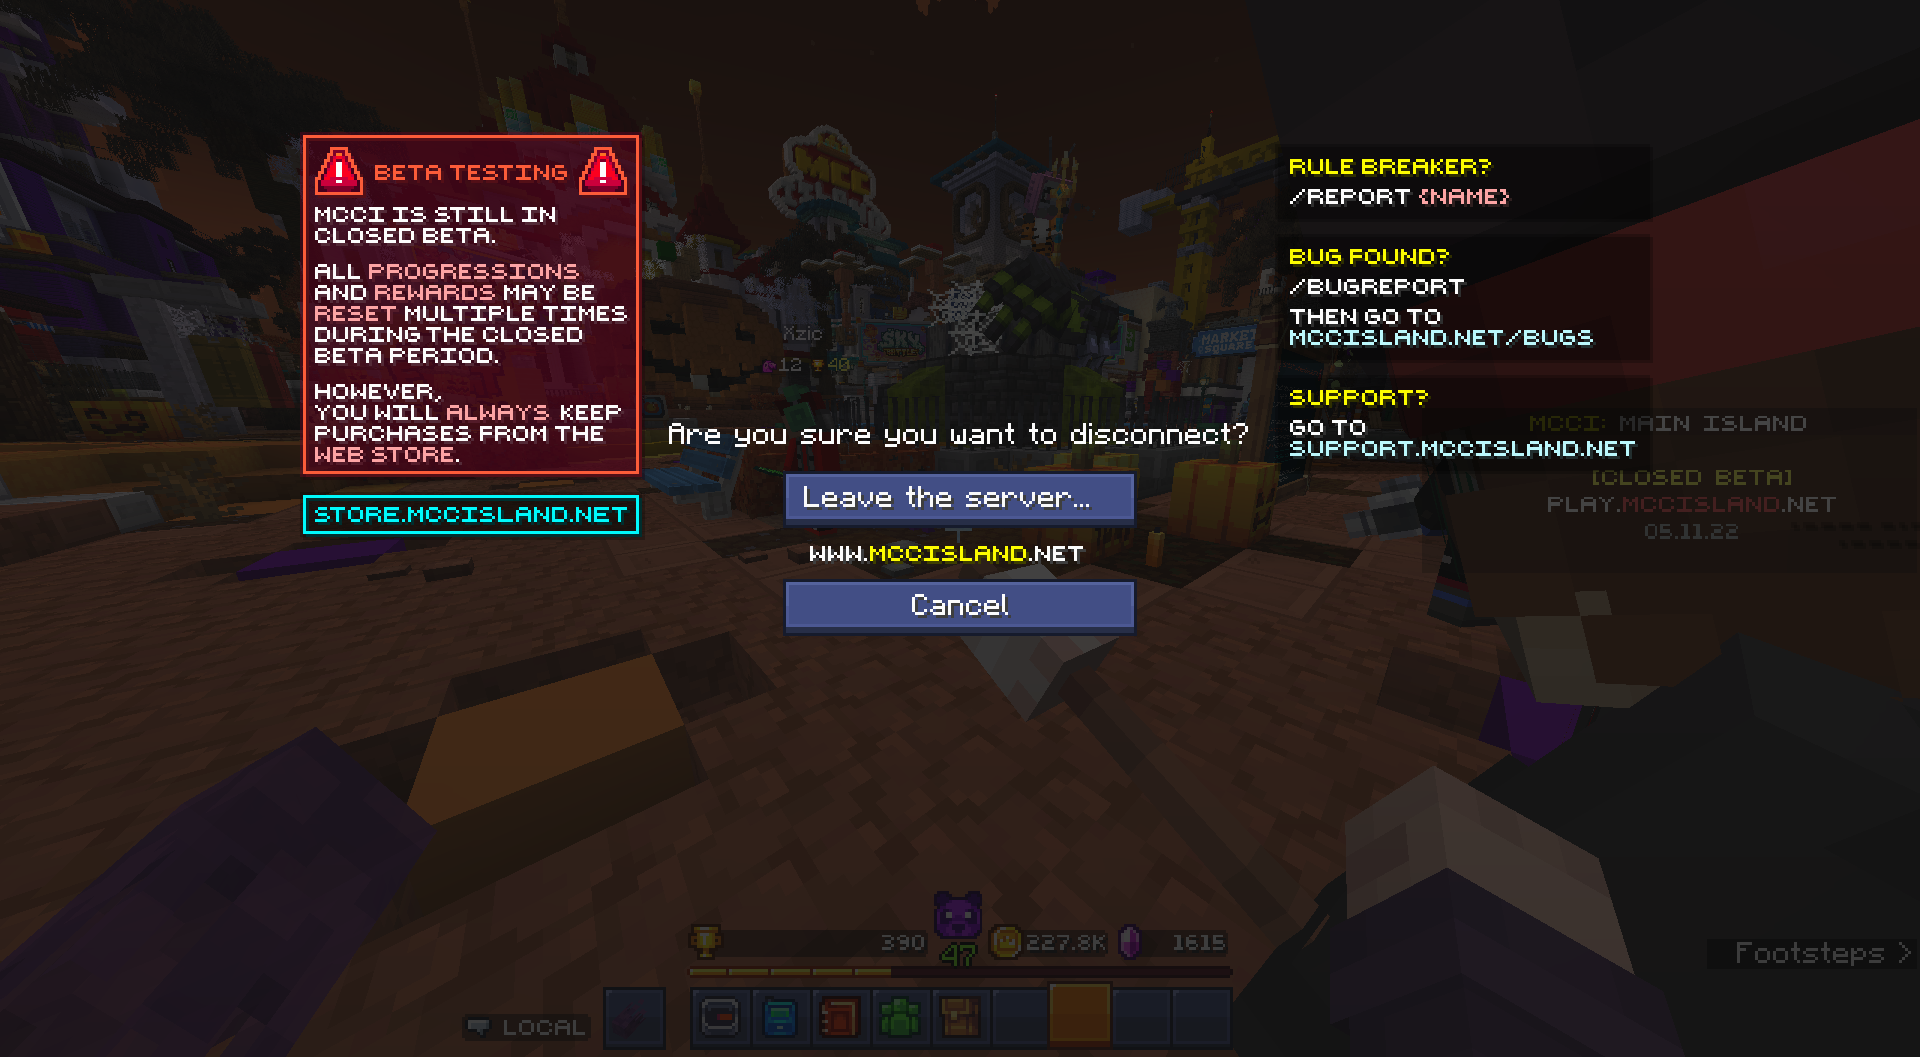 BETA TESTING
MCCI IS STILL IN
CLOSED BETA.
ALL PROGRESSIONS
AND REWARDS MAY BE
RESET MULTIPLE TIMES
DURING THE CLOSED
BETA PERIOD.
HOWEVER,
YOU WILL ALWAYS KEEP
PURCHASES FROM THE
WEB STORE.
STORE.MCCISLAND.NET
MCC
Xzic
12 40
SKY
MARKET
SQUARE
Are you sure you want to disconnect?
Leave the server...
WWW.MCCISLAND.NET
Cancel
RULE BREAKER?
/REPORT {NAME}
BUG FOUND?
/BUGREPORT
THEN GO TO
MCCISLAND.NET/BUGS
SUPPORT?
GO TO
SUPPORT.MCCISLAND.NET
MCCI: MAIN ISLAND
[CLOSED BETA]
PLAY.MCCISLAND.NET
05.11.22
390
47
227.8K
1615
LOCAL
Footsteps >